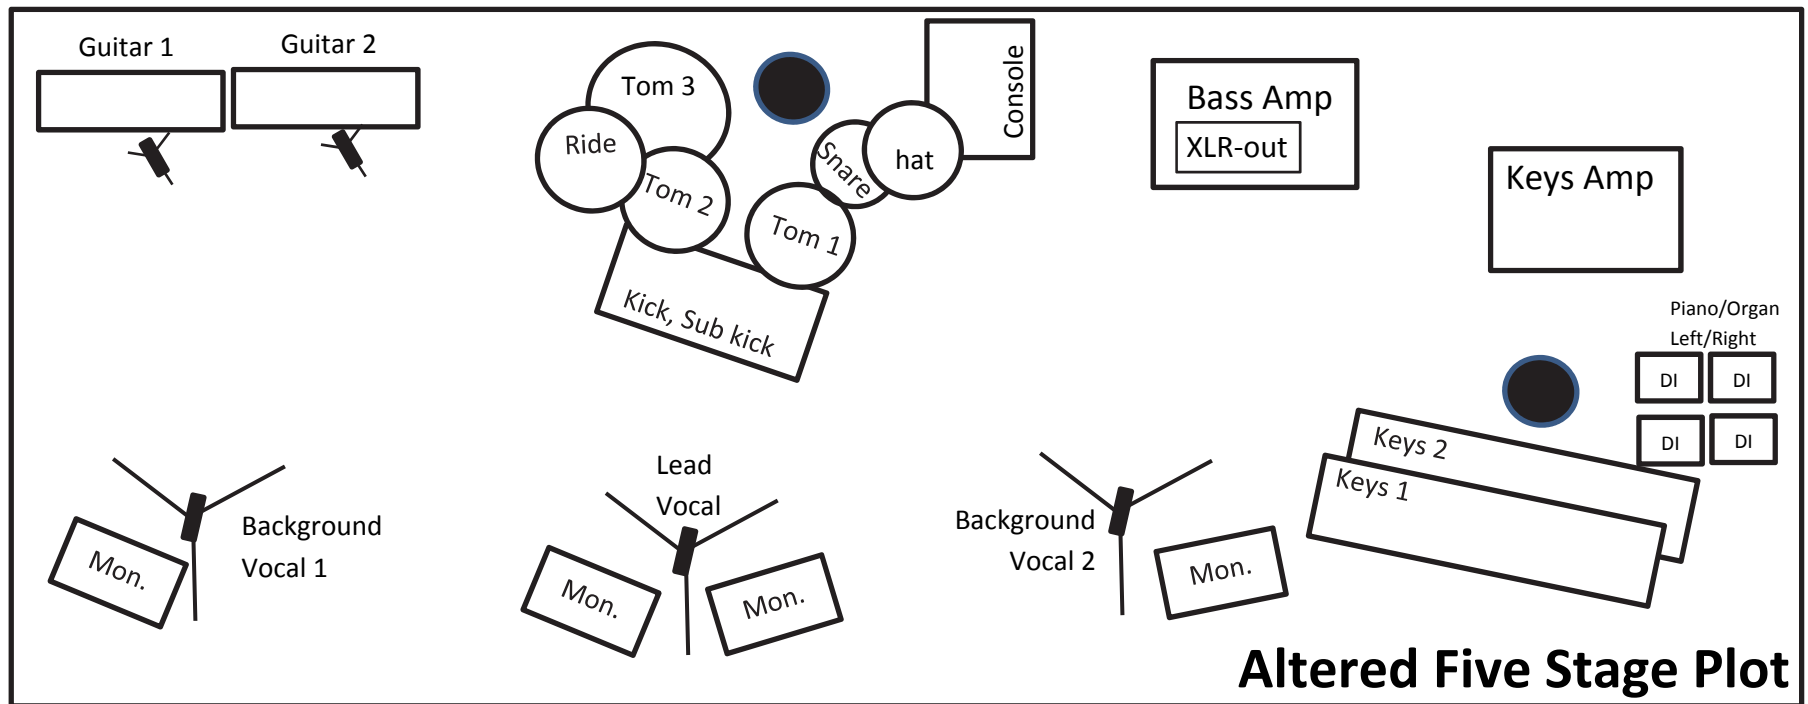 Guitar 1
Guitar 2
Tom 3
Ride
Tom 2
Tom 1
Snare
hat
Console
Kick, Sub kick
Bass Amp
XLR-out
Keys Amp
Piano/Organ
Left/Right
DI
DI
DI
DI
Keys 2
Keys 1
Background
Vocal 1
Mon.
Lead
Vocal
Mon.
Mon.
Background
Vocal 2
Mon.
Altered Five Stage Plot